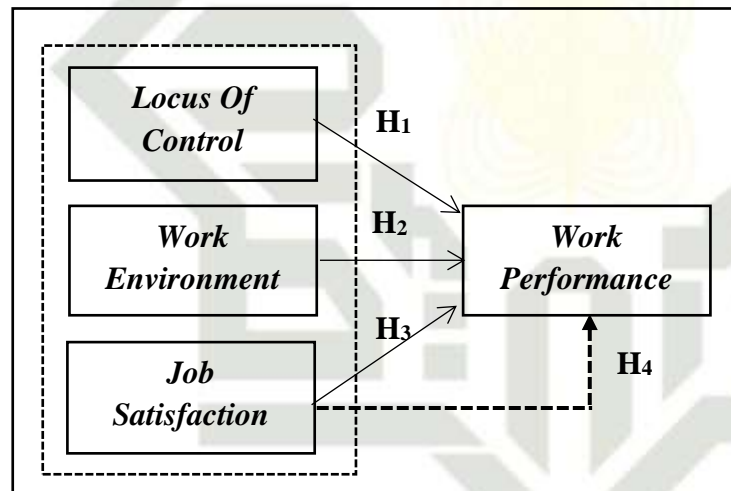 Locus Of
Control
H1
Work
Environment
H2
Work
Performance
Job
Satisfaction
H3
H4